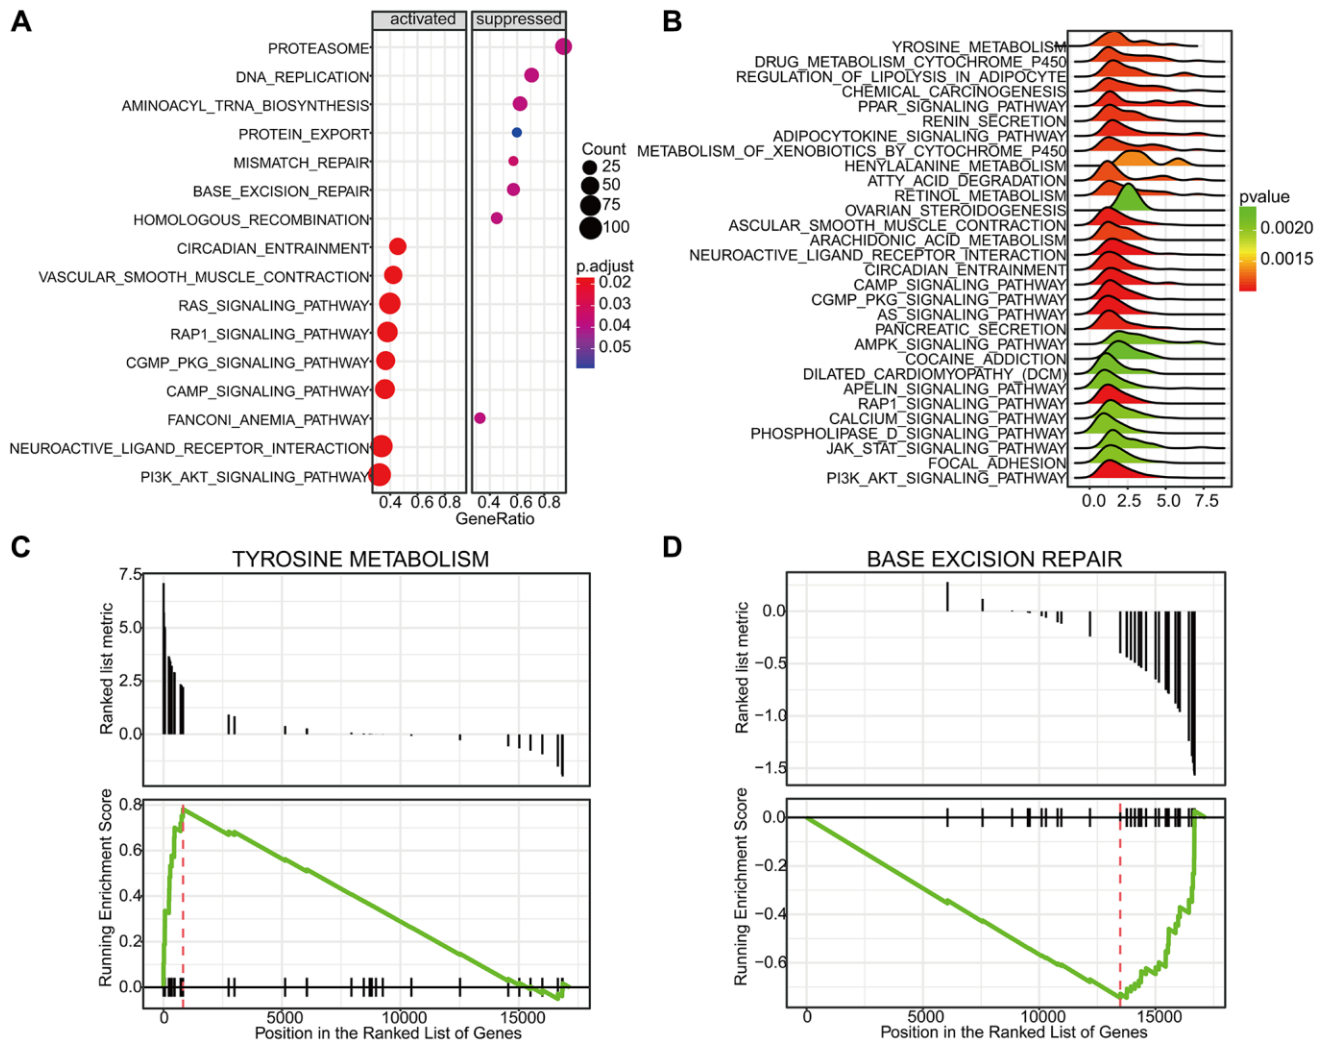 A
activated
suppressed
PROTEASOME
DNA_REPLICATION
AMINOACYL_TRNA_BIOSYNTHESIS
PROTEIN_EXPORT
MISMATCH_REPAIR
BASE_EXCISION_REPAIR
HOMOLOGOUS_RECOMBINATION
CIRCADIAN_ENTRAINMENT
VASCULAR_SMOOTH_MUSCLE_CONTRACTION
RAS_SIGNALING_PATHWAY
RAP1_SIGNALING_PATHWAY
CGMP_PKG_SIGNALING_PATHWAY
CAMP_SIGNALING_PATHWAY
FANCONI_ANEMIA_PATHWAY
NEUROACTIVE_LIGAND_RECEPTOR_INTERACTION
PI3K_AKT_SIGNALING_PATHWAY
0.4 0.6 0.8 0.4 0.6 0.8
GeneRatio
Count
25
50
75
100
p.adjust
0.02
0.03
0.04
0.05
B
YROSINE_METABOLISM
DRUG_METABOLISM_CYTOCHROME_P450
REGULATION_OF_LIPOLYSIS_IN_ADIPOCYTE
CHEMICAL_CARCINOGENESIS
PPAR_SIGNALING_PATHWAY
RENIN_SECRETION
ADIPOCYTOKINE_SIGNALING_PATHWAY
METABOLISM_OF_XENOBIOTICS_BY_CYTOCHROME_P450
HENYLALANINE_METABOLISM
ATTY_ACID_DEGRADATION
RETINOL_METABOLISM
OVARIAN_STEROIDOGENESIS
ASCULAR_SMOOTH_MUSCLE_CONTRACTION
ARACHIDONIC_ACID_METABOLISM
NEUROACTIVE_LIGAND_RECEPTOR_INTERACTION
CIRCADIAN_ENTRAINMENT
CAMP_SIGNALING_PATHWAY
CGMP_PKG_SIGNALING_PATHWAY
AS_SIGNALING_PATHWAY
PANCREATIC_SECRETION
AMPK_SIGNALING_PATHWAY
COCAINE_ADDICTION
DILATED_CARDIOMYOPATHY_(DCM)
APELIN_SIGNALING_PATHWAY
RAP1_SIGNALING_PATHWAY
CALCIUM_SIGNALING_PATHWAY
PHOSPHOLIPASE_D_SIGNALING_PATHWAY
JAK_STAT_SIGNALING_PATHWAY
FOCAL_ADHESION
PI3K_AKT_SIGNALING_PATHWAY
0.0 2.5 5.0 7.5
pvalue
0.0020
0.0015
C
TYROSINE METABOLISM
Ranked list metric
7.5
5.0
2.5
0.0
Running Enrichment Score
0.8
0.6
0.4
0.2
0.0
0 5000 10000 15000
Position in the Ranked List of Genes
D
BASE EXCISION REPAIR
Ranked list metric
0.0
−0.5
−1.0
−1.5
Running Enrichment Score
0.0
−0.2
−0.4
−0.6
0 5000 10000 15000
Position in the Ranked List of Genes